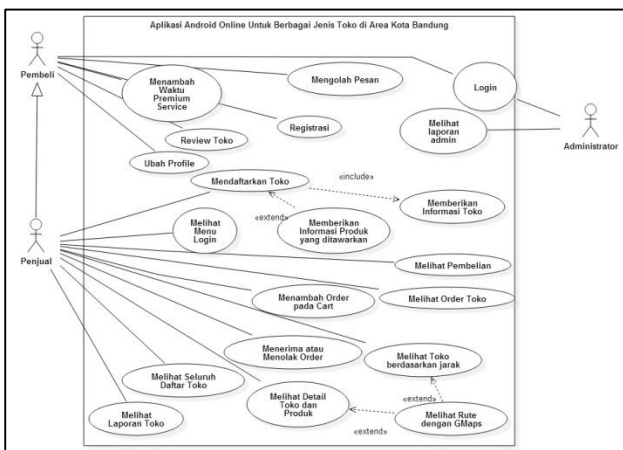 Aplikasi Android Online Untuk Berbagai Jenis Toko di Area Kota Bandung
Pembeli
Menambah
Waktu
Premium
Service
Mengolah Pesan
Login
Review Toko
Registrasi
Melihat
laporan
admin
Administrator
Ubah Profile
Mendaftarkan Toko
«include»
Memberikan
Informasi Toko
«extend»
Memberikan
Informasi Produk
yang ditawarkan
Melihat
Menu
Login
Penjual
Melihat Pembelian
Menambah Order
pada Cart
Melihat Order Toko
Menerima atau
Menolak Order
Melihat Toko
berdasarkan jarak
Melihat Seluruh
Daftar Toko
Melihat Detail
Toko dan
Produk
«extend»
Melihat
Laporan Toko
Melihat Rute
dengan GMaps
«extend»